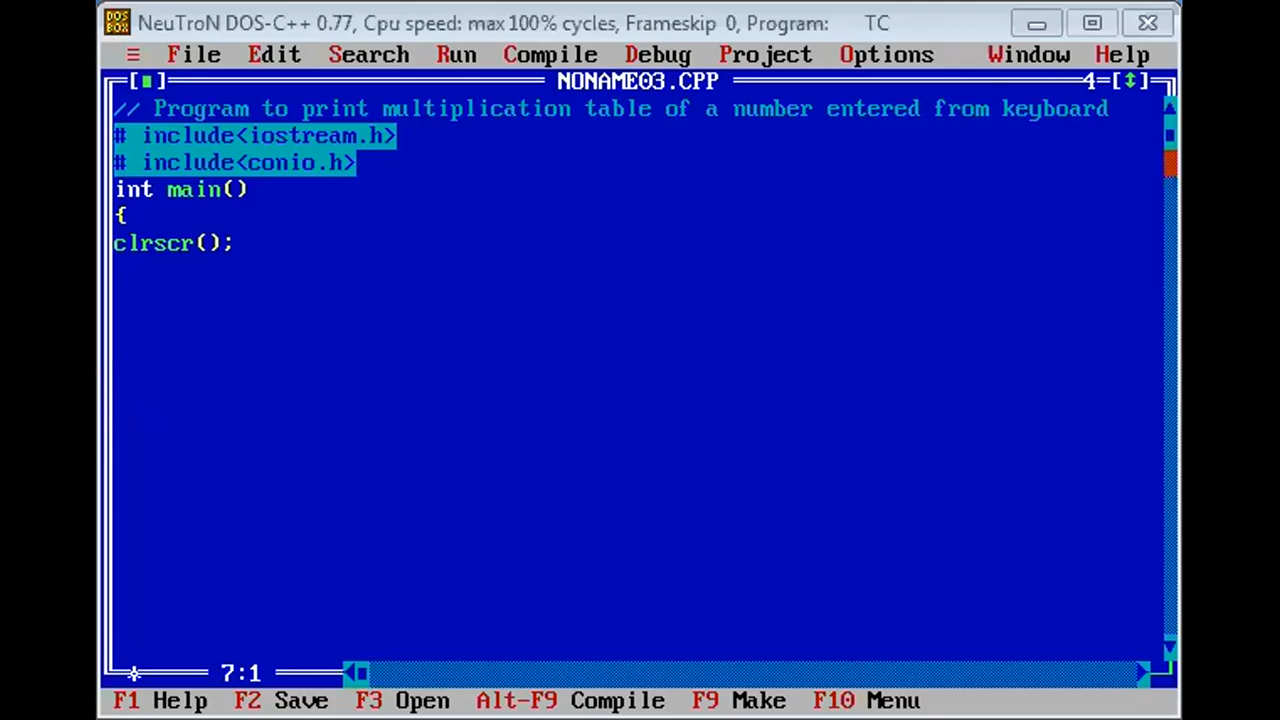 NeuTroN DOS-C++ 0.77, Cpu speed: max 100% cycles, Frameskip 0, Program: TC
≡ File Edit Search Run Compile Debug Project Options Window Help
[■] NONAME03.CPP 4=[↕]
// Program to print multiplication table of a number entered from keyboard
# include<iostream.h>
# include<conio.h>
int main()
{
clrscr();
7:1
F1 Help F2 Save F3 Open Alt-F9 Compile F9 Make F10 Menu